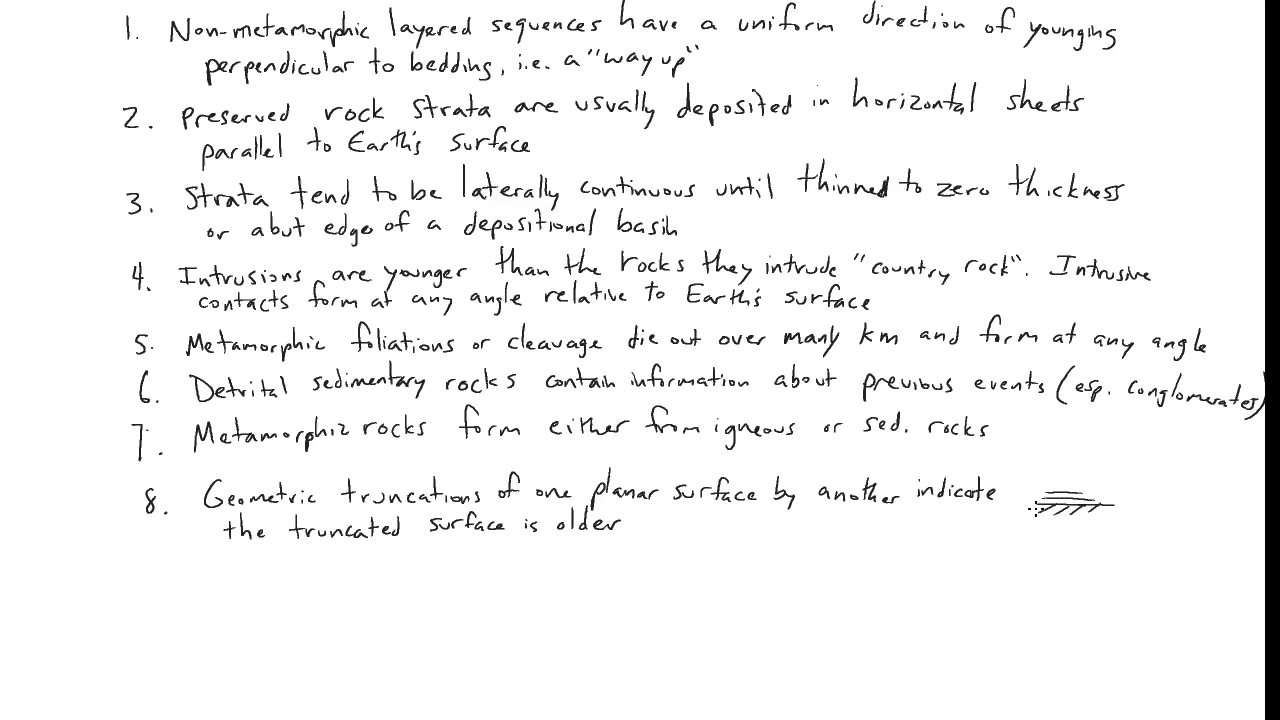 1. Non-metamorphic layered sequences have a uniform direction of younging
perpendicular to bedding, i.e. a "way up"
2. Preserved rock strata are usually deposited in horizontal sheets
parallel to Earth's surface
3. Strata tend to be laterally continuous until thinned to zero thickness
or abut edge of a depositional basin
4. Intrusions are younger than the rocks they intrude "country rock". Intrusive
contacts form at any angle relative to Earth's surface
5. Metamorphic foliations or cleavage die out over many km and form at any angle
6. Detrital sedimentary rocks contain information about previous events (esp. conglomerates)
7. Metamorphiz rocks form either from igneous or sed. rocks
8. Geometric truncations of one planar surface by another indicate
the truncated surface is older